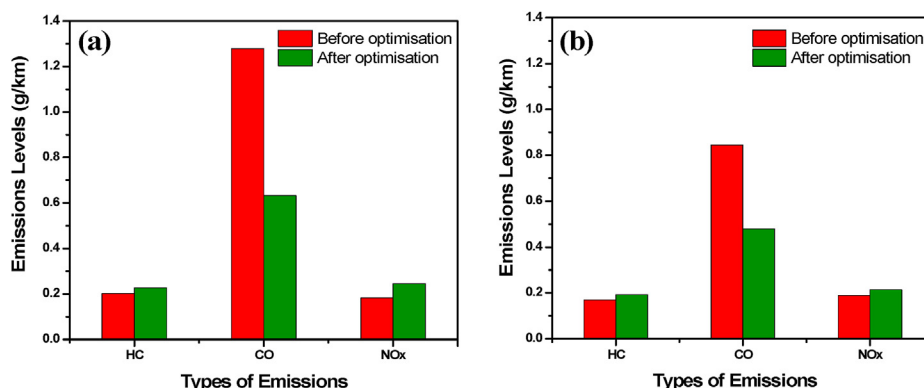 (a)
Before optimisation
After optimisation
Emissions Levels (g/km)
1.4
1.2
1.0
0.8
0.6
0.4
0.2
0.0
HC
CO
NOx
Types of Emissions
(b)
Before optimisation
After optimisation
Emissions Levels (g/km)
1.4
1.2
1.0
0.8
0.6
0.4
0.2
0.0
HC
CO
NOx
Types of Emissions